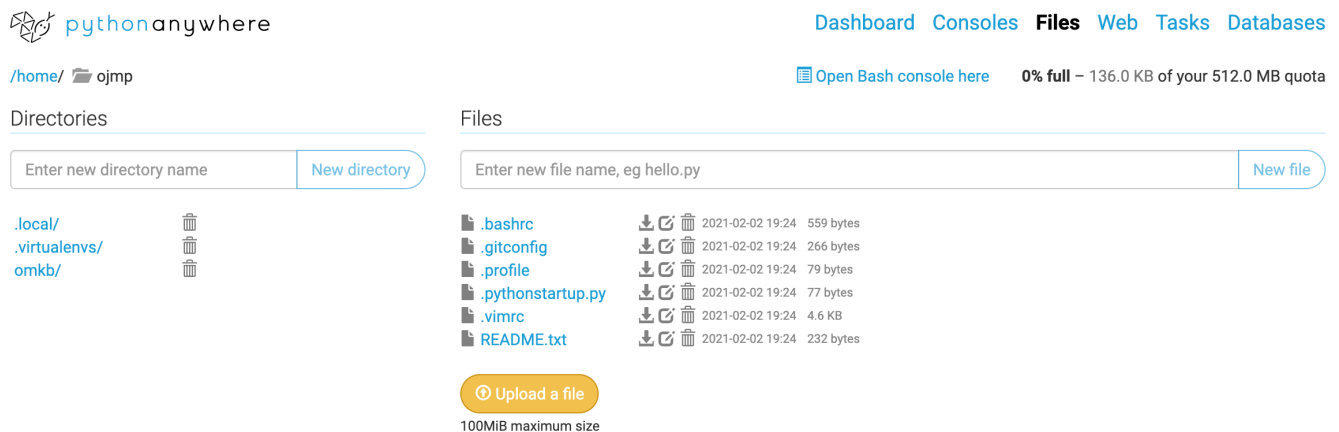 pythonanywhere
Dashboard Consoles Files Web Tasks Databases
/home/ ojmp
Open Bash console here 0% full – 136.0 KB of your 512.0 MB quota
Directories
Enter new directory name New directory
.local/
.virtualenvs/
omkb/
Files
Enter new file name, eg hello.py New file
.bashrc 2021-02-02 19:24 559 bytes
.gitconfig 2021-02-02 19:24 266 bytes
.profile 2021-02-02 19:24 79 bytes
.pythonstartup.py 2021-02-02 19:24 77 bytes
.vimrc 2021-02-02 19:24 4.6 KB
README.txt 2021-02-02 19:24 232 bytes
Upload a file
100MiB maximum size